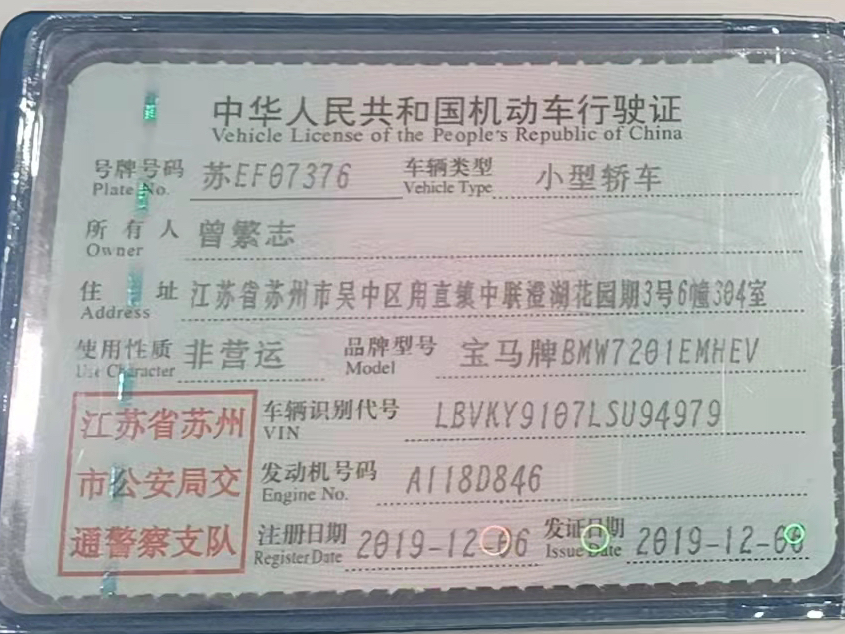 中华人民共和国机动车行驶证
Vehicle License of the People's Republic of China
号牌号码 苏EF07376 车辆类型 小型轿车
Plate No. Vehicle Type
所有人 曾繁志
Owner
住址 江苏省苏州市吴中区甪直镇中联澄湖花园期3号6幢304室
Address
使用性质 非营运 品牌型号 宝马牌BMW7201EMHEV
Use Character Model
江苏省苏州 车辆识别代号 LBVKY9107LSU94979
VIN
市公安局交 发动机号码 A118D846
Engine No.
通警察支队 注册日期 2019-12-06 发证日期 2019-12-06
Register Date Issue Date